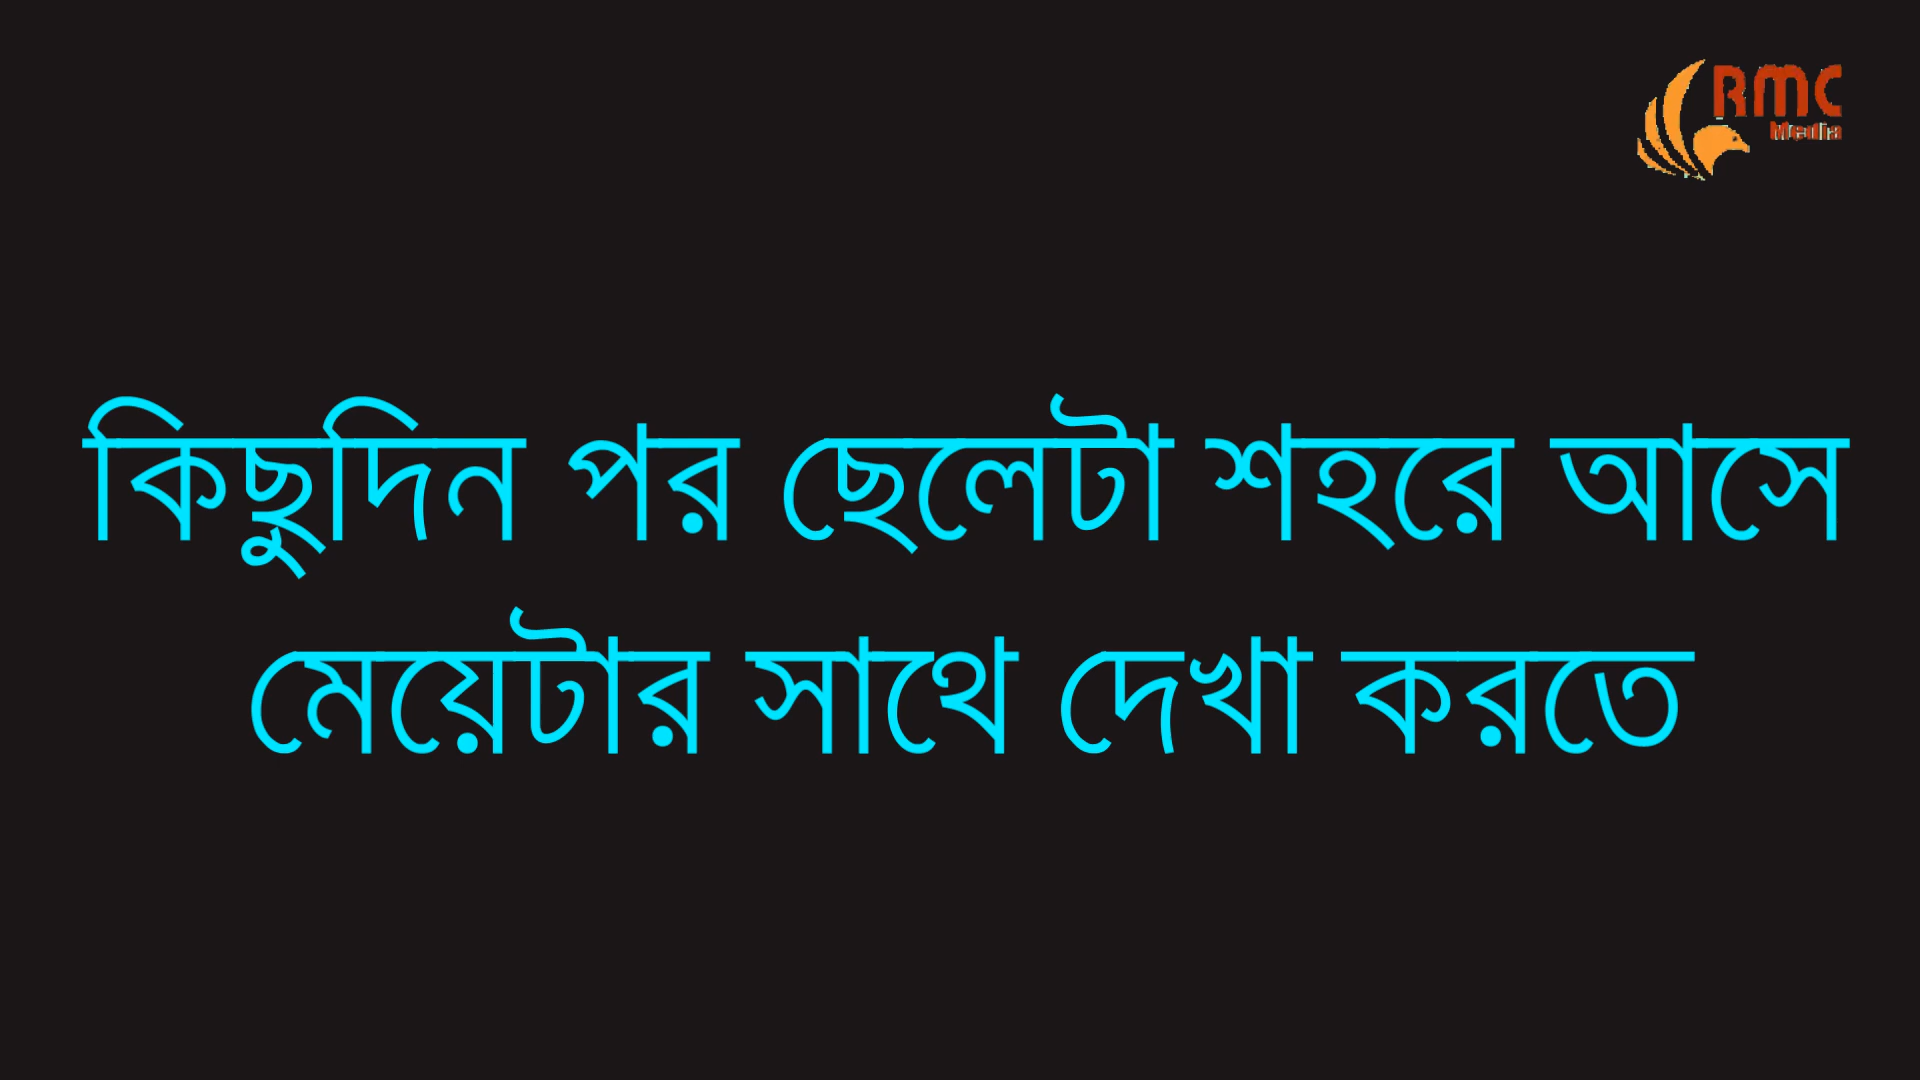 RMC
Media
কিছুদিন পর ছেলেটা শহরে আসে
মেয়েটার সাথে দেখা করতে